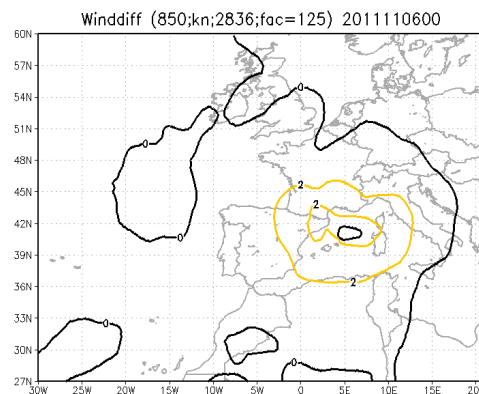 Winddiff (850;kn;2836;fac=125) 2011110600
60N
57N
54N
51N
48N
45N
42N
39N
36N
33N
30N
27N
0
0
0
0
0
2
2
2
30W 25W 20W 15W 10W 5W 0 5E 10E 15E 20E